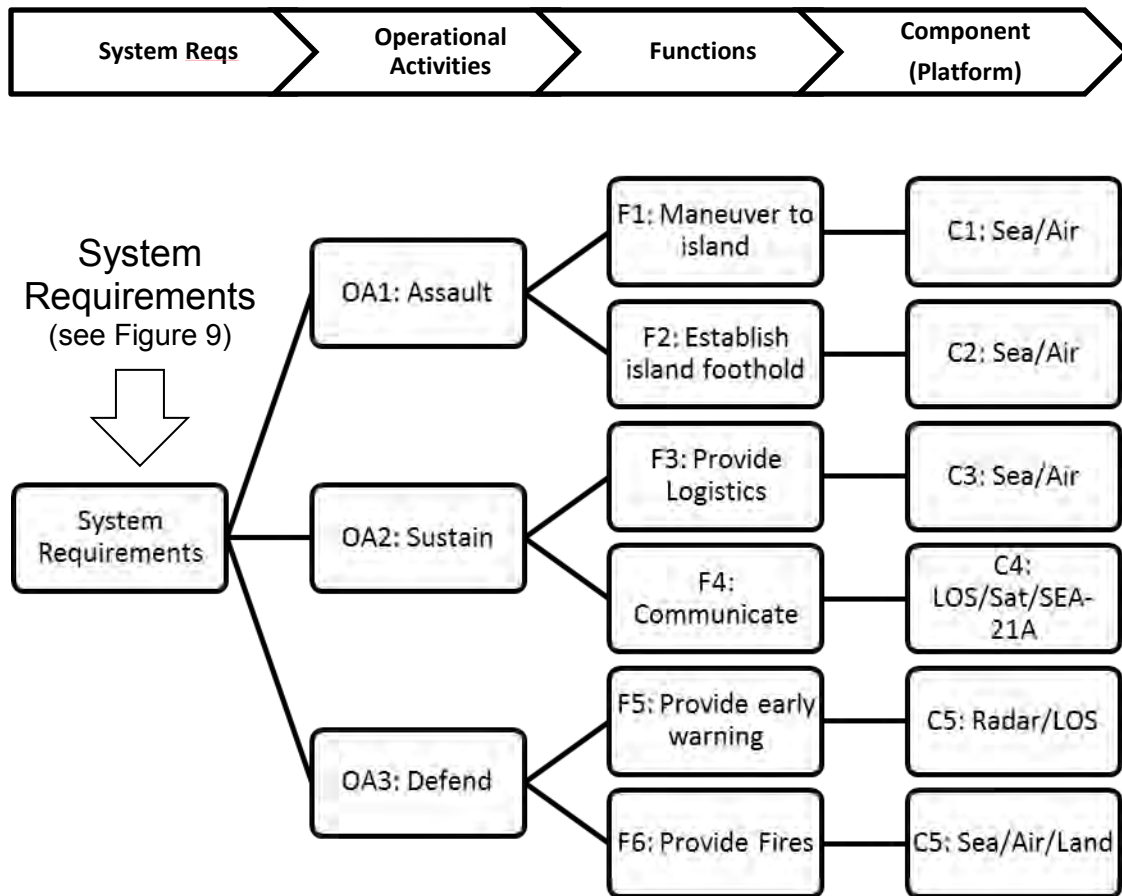 System Reqs
Operational
Activities
Functions
Component
(Platform)
System
Requirements
(see Figure 9)
System
Requirements
OA1: Assault
OA2: Sustain
OA3: Defend
F1: Maneuver to
island
F2: Establish
island foothold
F3: Provide
Logistics
F4:
Communicate
F5: Provide early
warning
F6: Provide Fires
C1: Sea/Air
C2: Sea/Air
C3: Sea/Air
C4:
LOS/Sat/SEA-
21A
C5: Radar/LOS
C5: Sea/Air/Land